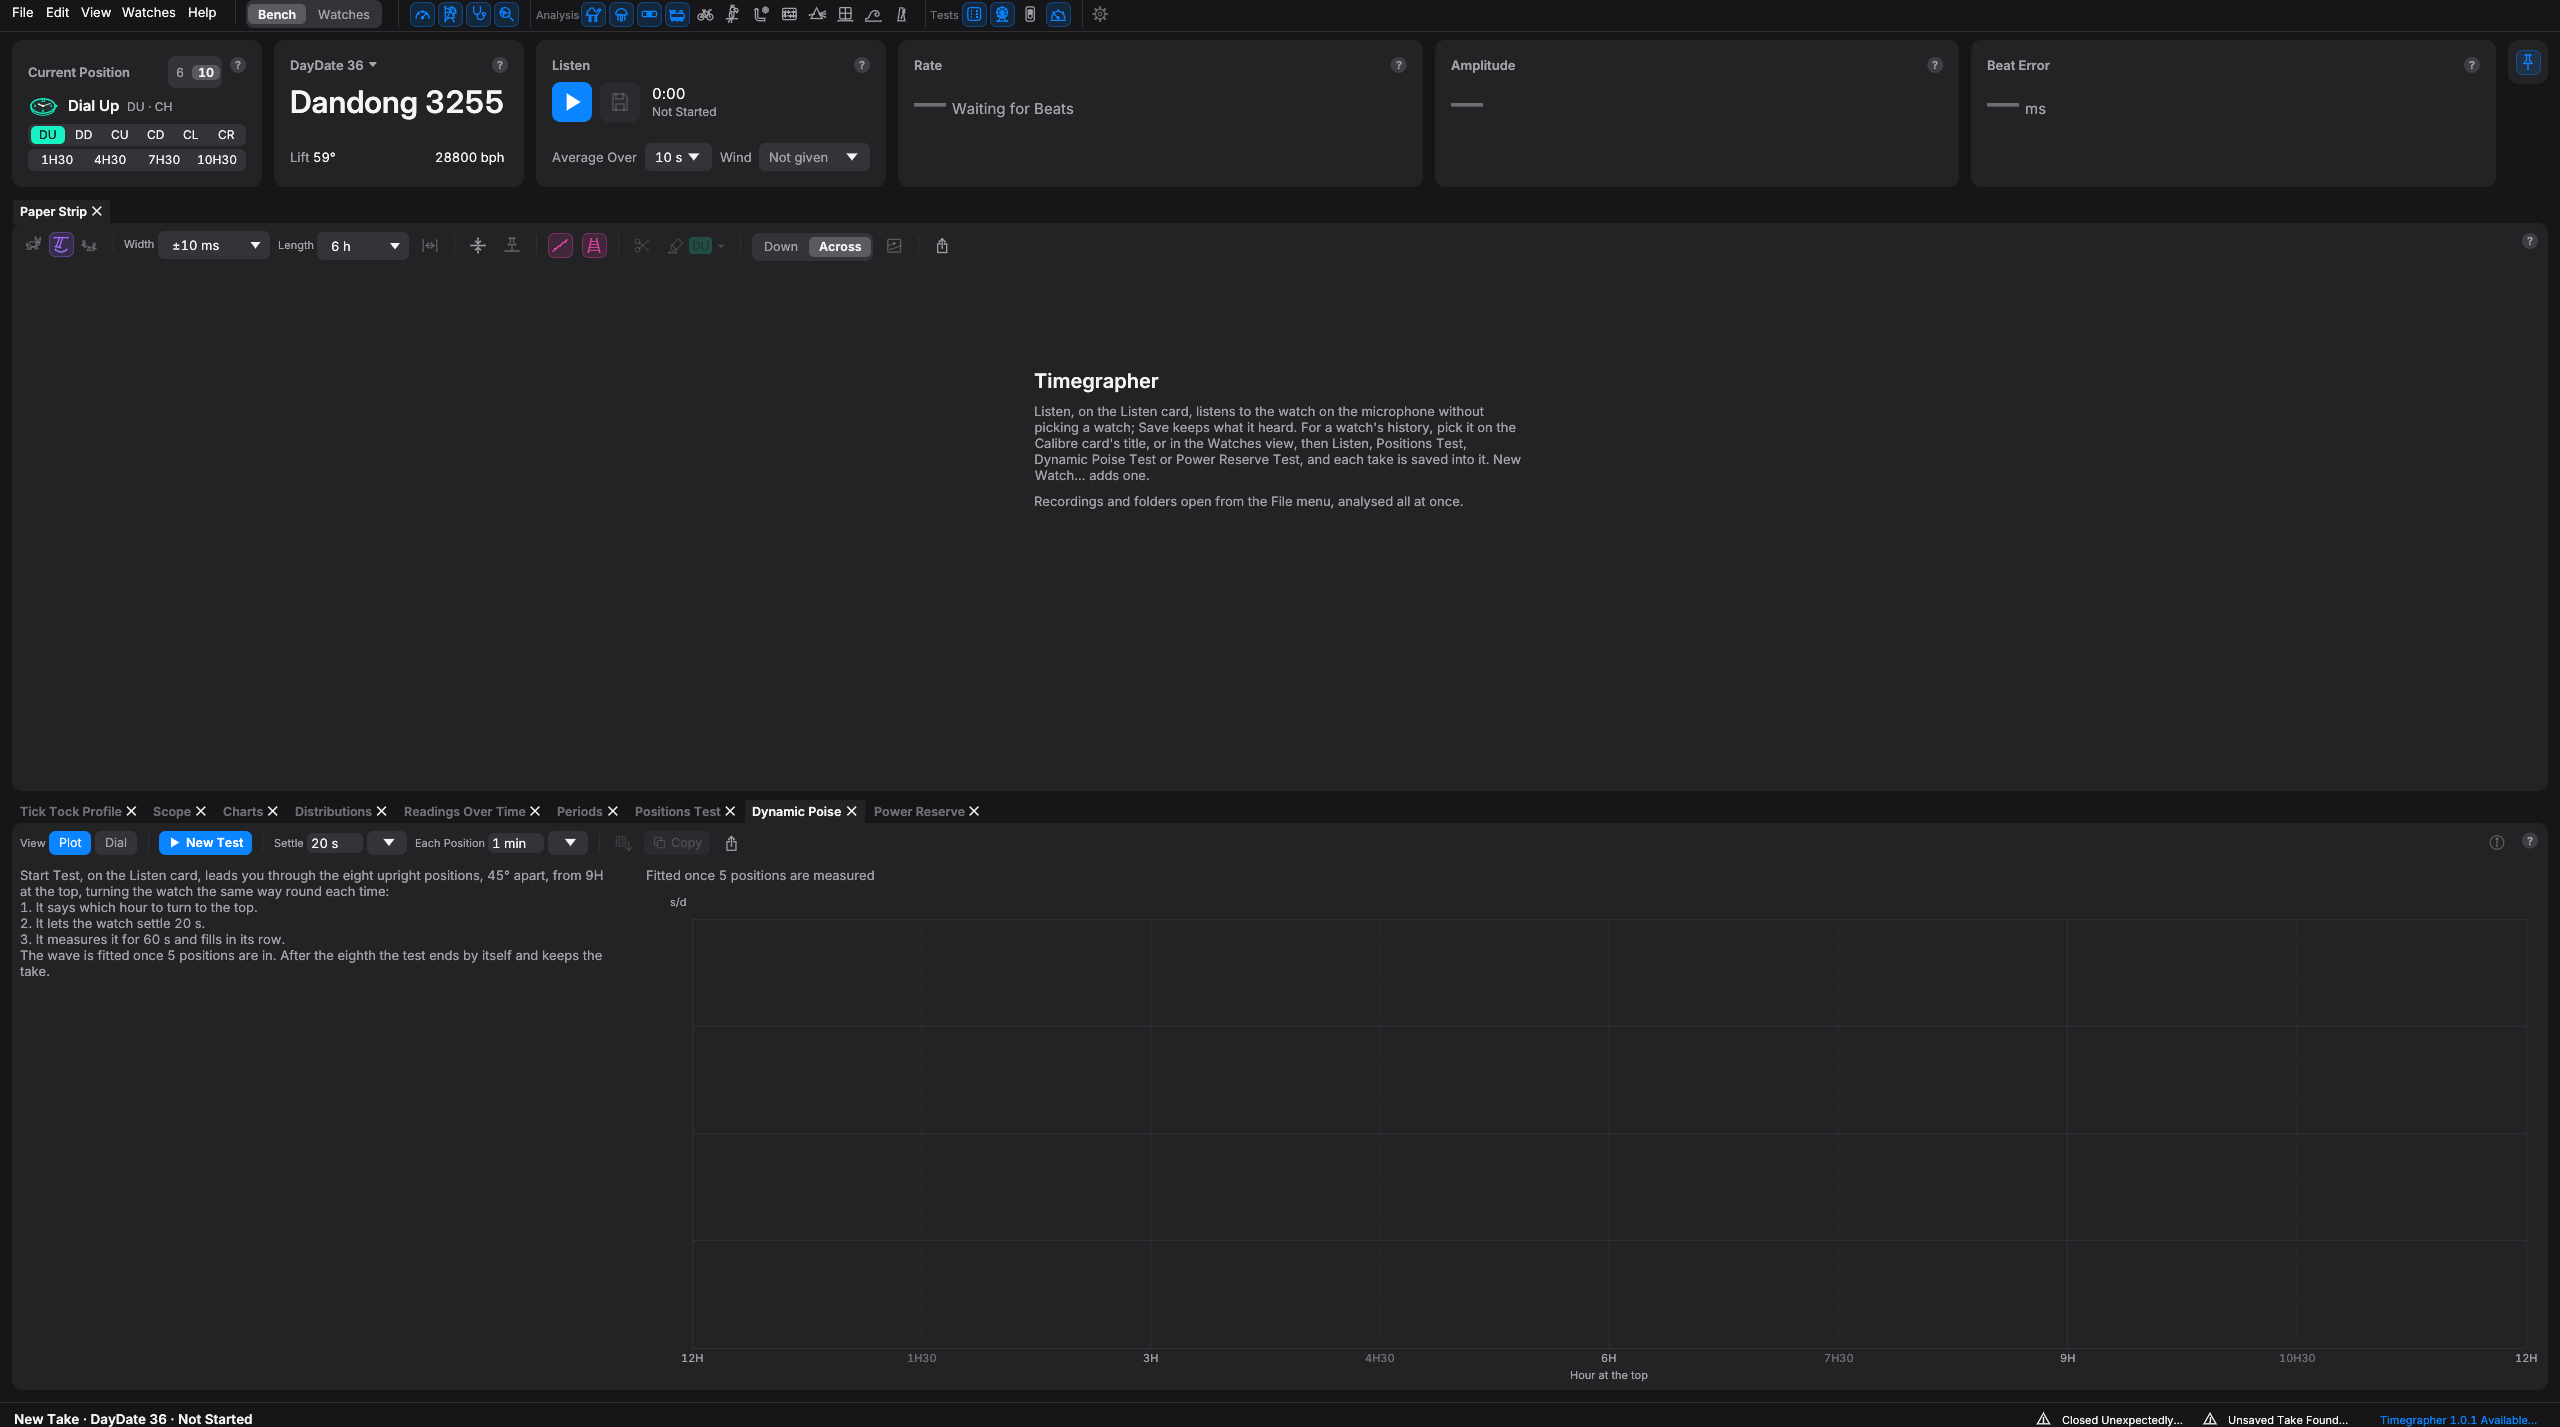 File Edit View Watches Help Bench Watches Analysis Tests
Current Position 6 10 ?
Dial Up DU · CH
DU DD CU CD CL CR
1H30 4H30 7H30 10H30
DayDate 36 ?
Dandong 3255
Lift 59° 28800 bph
Listen ?
0:00
Not Started
Average Over 10 s Wind Not given
Rate ?
Waiting for Beats
Amplitude ?
Beat Error ?
ms
Paper Strip
Width ±10 ms Length 6 h DU Down Across ?
Timegrapher
Listen, on the Listen card, listens to the watch on the microphone without
picking a watch; Save keeps what it heard. For a watch's history, pick it on the
Calibre card's title, or in the Watches view, then Listen, Positions Test,
Dynamic Poise Test or Power Reserve Test, and each take is saved into it. New
Watch... adds one.
Recordings and folders open from the File menu, analysed all at once.
Tick Tock Profile Scope Charts Distributions Readings Over Time Periods Positions Test Dynamic Poise Power Reserve
View Plot Dial New Test Settle 20 s Each Position 1 min Copy ?
Start Test, on the Listen card, leads you through the eight upright positions, 45° apart, from 9H
at the top, turning the watch the same way round each time:
1. It says which hour to turn to the top.
2. It lets the watch settle 20 s.
3. It measures it for 60 s and fills in its row.
The wave is fitted once 5 positions are in. After the eighth the test ends by itself and keeps the
take.
Fitted once 5 positions are measured
s/d
12H 1H30 3H 4H30 6H 7H30 9H 10H30 12H
Hour at the top
New Take · DayDate 36 · Not Started
Closed Unexpectedly... Unsaved Take Found... Timegrapher 1.0.1 Available...